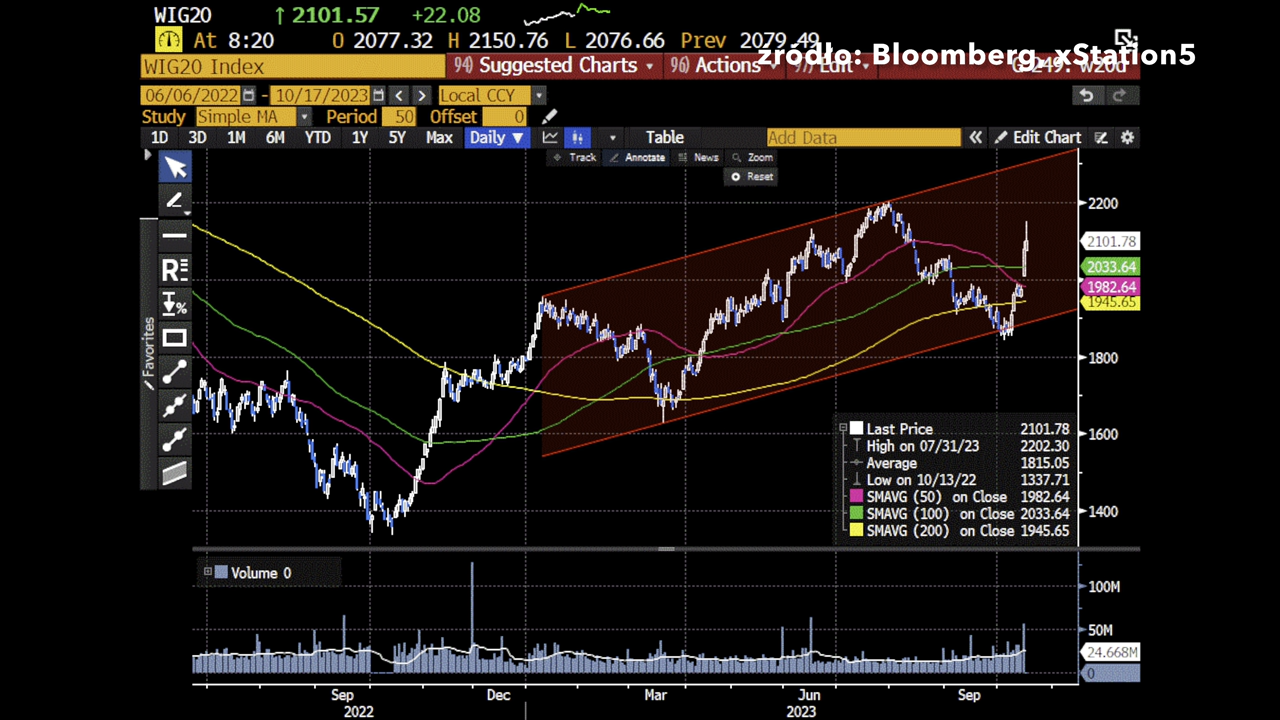 WIG20 ↑ 2101.57 +22.08
At 8:20 O 2077.32 H 2150.76 L 2076.66 Prev 2079.49
źródło: Bloomberg, xStation5
WIG20 Index 94) Suggested Charts 96) Actions 97) Edit
06/06/2022 - 10/17/2023 < > Local CCY
Study Simple MA Period 50 Offset 0
1D 3D 1M 6M YTD 1Y 5Y Max Daily ▼ Table Add Data « Edit Chart
Track Annotate News Zoom
Reset
Favorites
R
%
2200
2101.78
2033.64
1982.64
1945.65
1800
1600
1400
Last Price 2101.78
High on 07/31/23 2202.30
Average 1815.05
Low on 10/13/22 1337.71
SMAVG (50) on Close 1982.64
SMAVG (100) on Close 2033.64
SMAVG (200) on Close 1945.65
Volume 0
100M
50M
24.668M
0
Sep Dec Mar Jun Sep
2022 2023